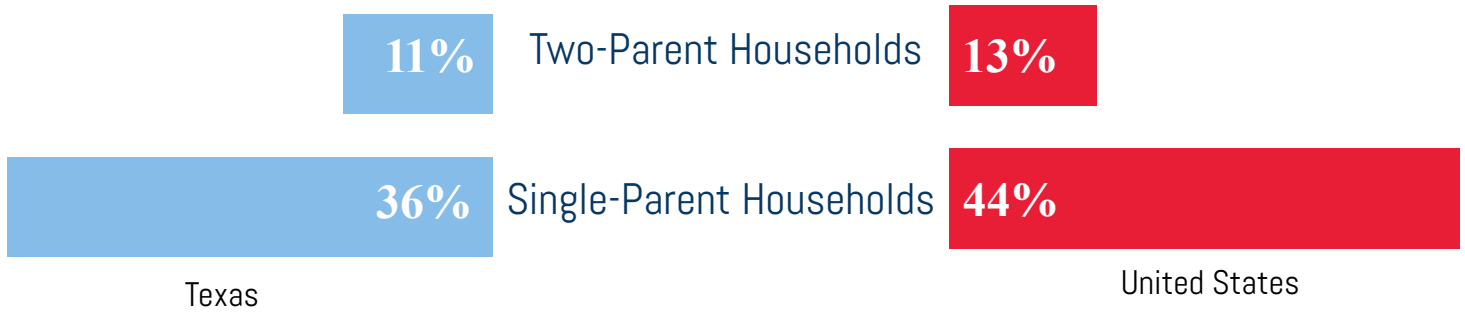 11% Two-Parent Households 13%
36% Single-Parent Households 44%
Texas
United States